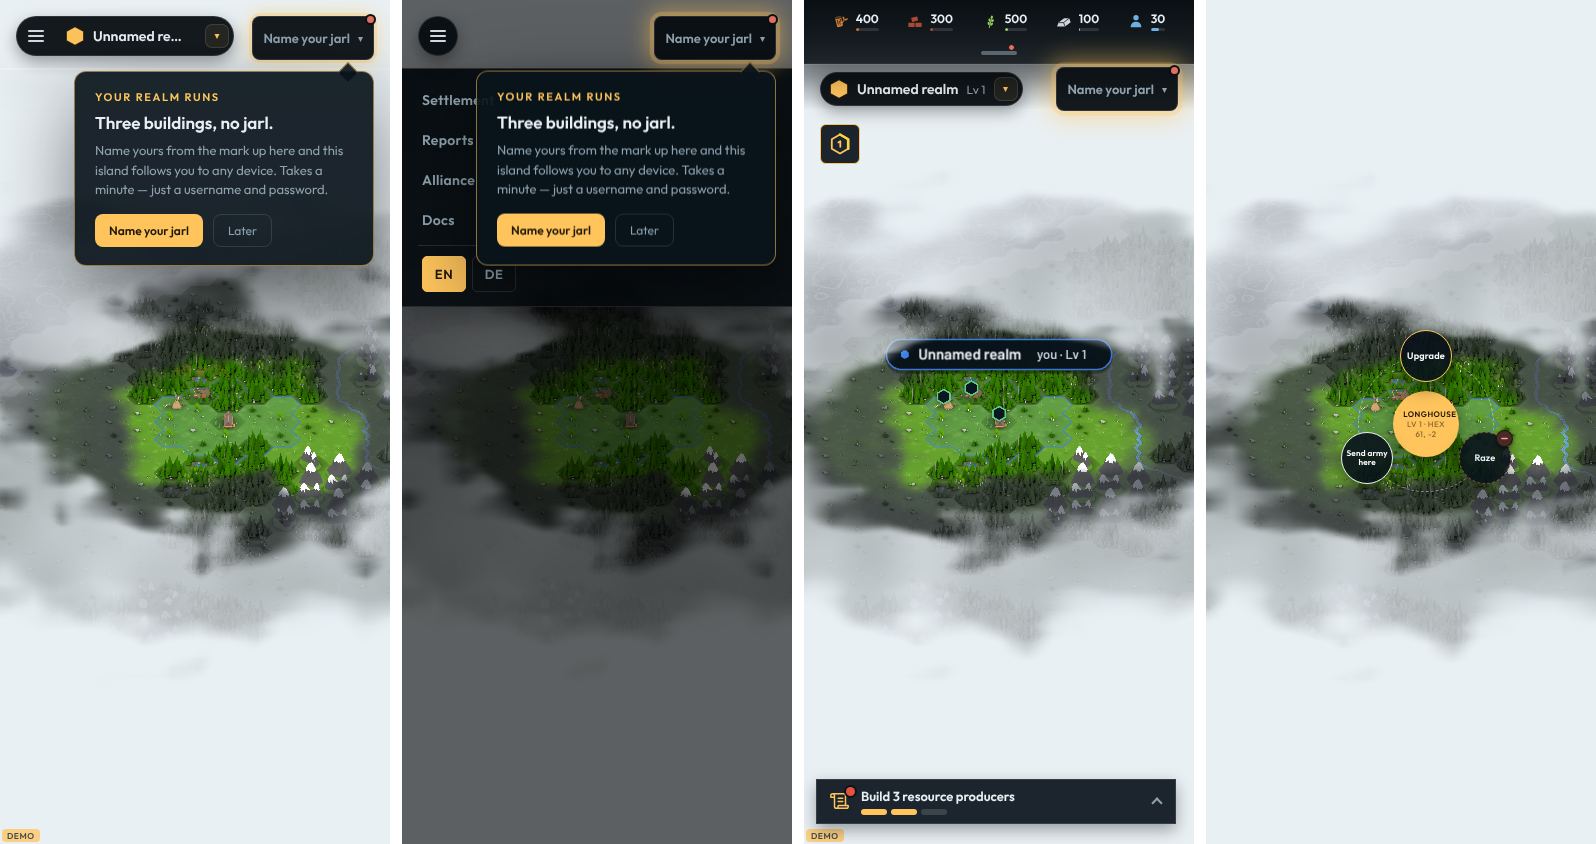 Unnamed re...
Name your jarl
YOUR REALM RUNS
Three buildings, no jarl.
Name yours from the mark up here and this
island follows you to any device. Takes a
minute — just a username and password.
Name your jarl
Later
DEMO
Name your jarl
Settlement
Reports
Alliance
Docs
EN
DE
YOUR REALM RUNS
Three buildings, no jarl.
Name yours from the mark up here and this
island follows you to any device. Takes a
minute — just a username and password.
Name your jarl
Later
400
300
500
100
30
Unnamed realm Lv 1
Name your jarl
1
Unnamed realm you · Lv 1
Build 3 resource producers
DEMO
Upgrade
LONGHOUSE
LV 1 · HEX
61, -2
Send army
here
Raze